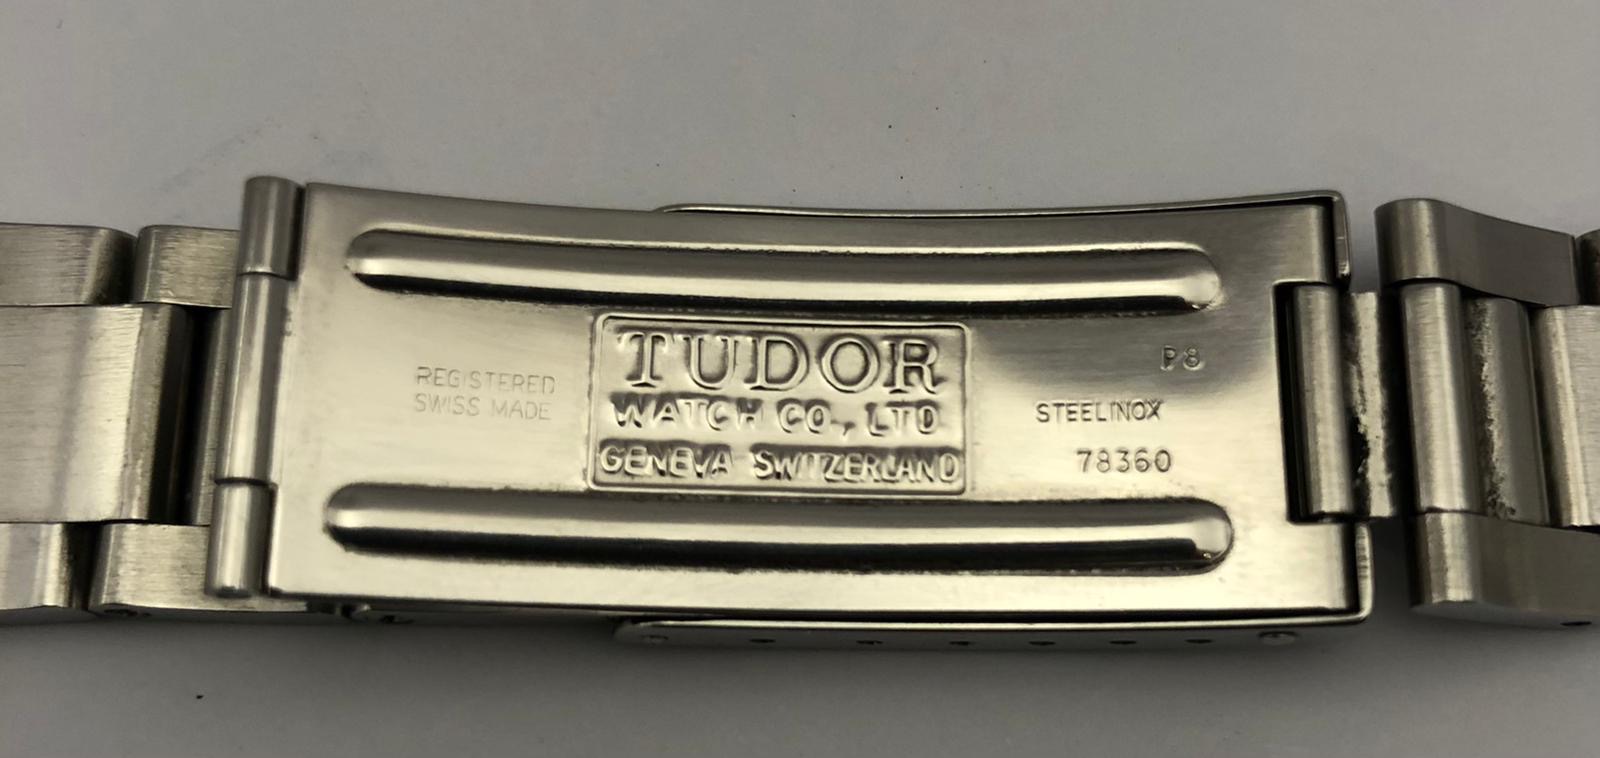 REGISTERED
SWISS MADE
TUDOR
WATCH CO., LTD
GENEVA SWITZERLAND
P8
STEELINOX
78360